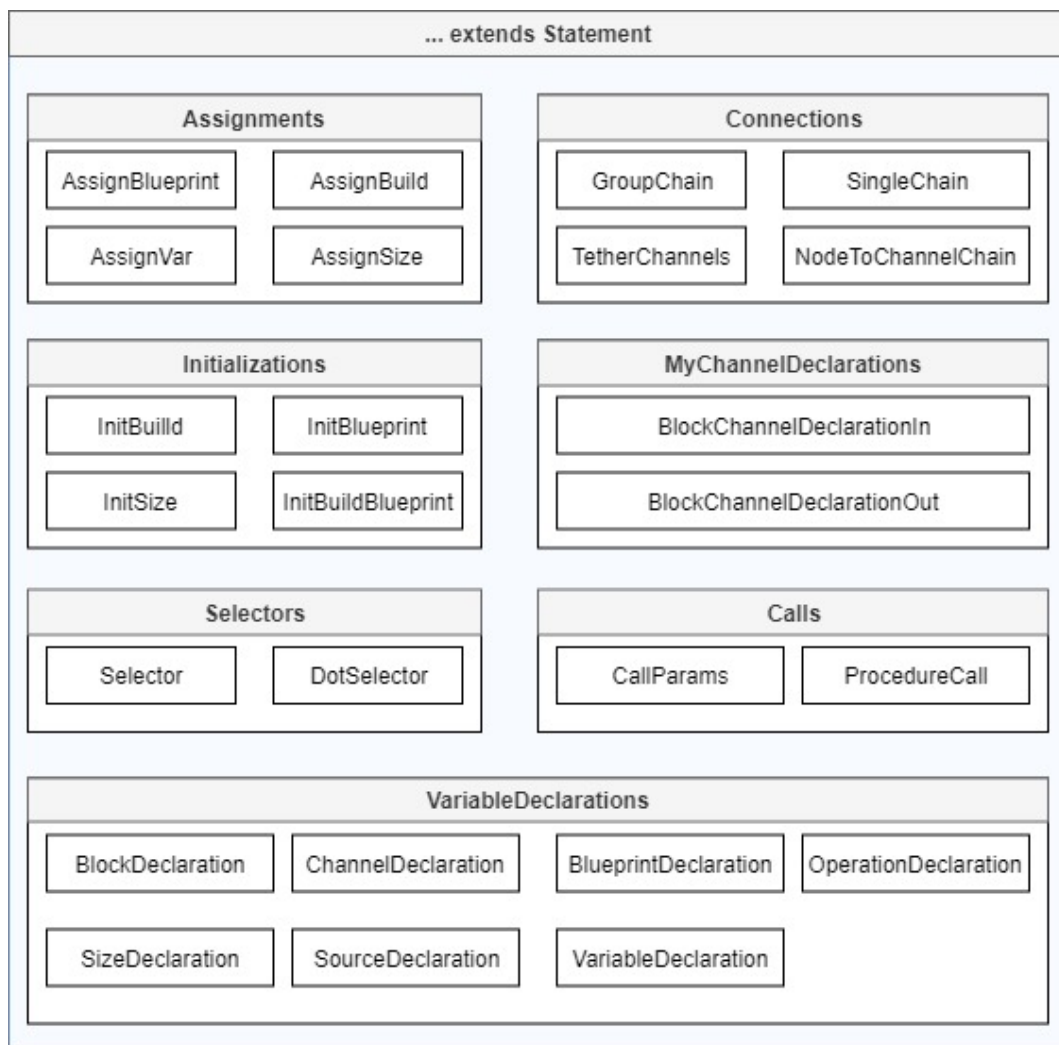 ... extends Statement
Assignments
AssignBlueprint
AssignBuild
AssignVar
AssignSize
Connections
GroupChain
SingleChain
TetherChannels
NodeToChannelChain
Initializations
InitBuilld
InitBlueprint
InitSize
InitBuildBlueprint
MyChannelDeclarations
BlockChannelDeclarationIn
BlockChannelDeclarationOut
Selectors
Selector
DotSelector
Calls
CallParams
ProcedureCall
VariableDeclarations
BlockDeclaration
ChannelDeclaration
BlueprintDeclaration
OperationDeclaration
SizeDeclaration
SourceDeclaration
VariableDeclaration